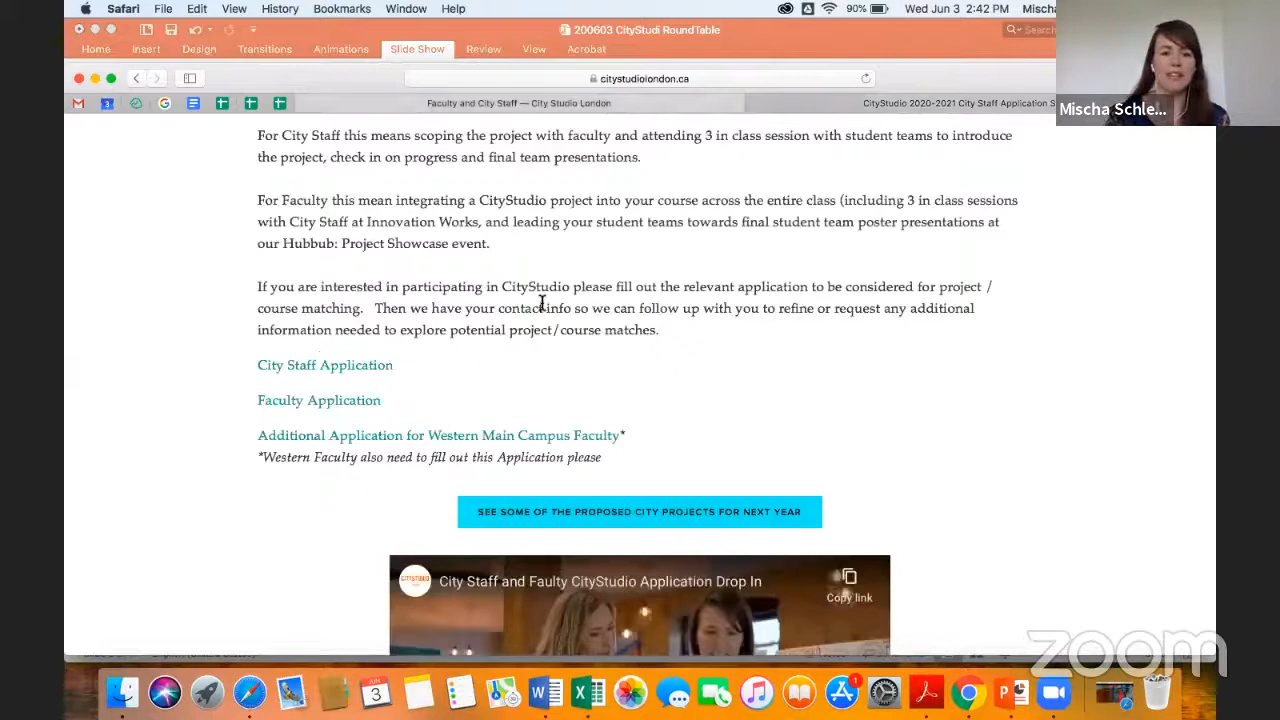 Safari File Edit View History Bookmarks Window Help 90% Wed Jun 3 2:42 PM Mischa
200603 CityStudi RoundTable
Home Insert Design Transitions Animations Slide Show Review View Acrobat Search
citystudiolondon.ca
Faculty and City Staff — City Studio London CityStudio 2020-2021 City Staff Application S
Mischa Schle...
For City Staff this means scoping the project with faculty and attending 3 in class session with student teams to introduce
the project, check in on progress and final team presentations.
For Faculty this mean integrating a CityStudio project into your course across the entire class (including 3 in class sessions
with City Staff at Innovation Works, and leading your student teams towards final student team poster presentations at
our Hubbub: Project Showcase event.
If you are interested in participating in CityStudio please fill out the relevant application to be considered for project /
course matching. Then we have your contact info so we can follow up with you to refine or request any additional
information needed to explore potential project/course matches.
City Staff Application
Faculty Application
Additional Application for Western Main Campus Faculty*
*Western Faculty also need to fill out this Application please
SEE SOME OF THE PROPOSED CITY PROJECTS FOR NEXT YEAR
CITYSTUDIO
City Staff and Faulty CityStudio Application Drop In
Copy link
zoom
JUN
3
1